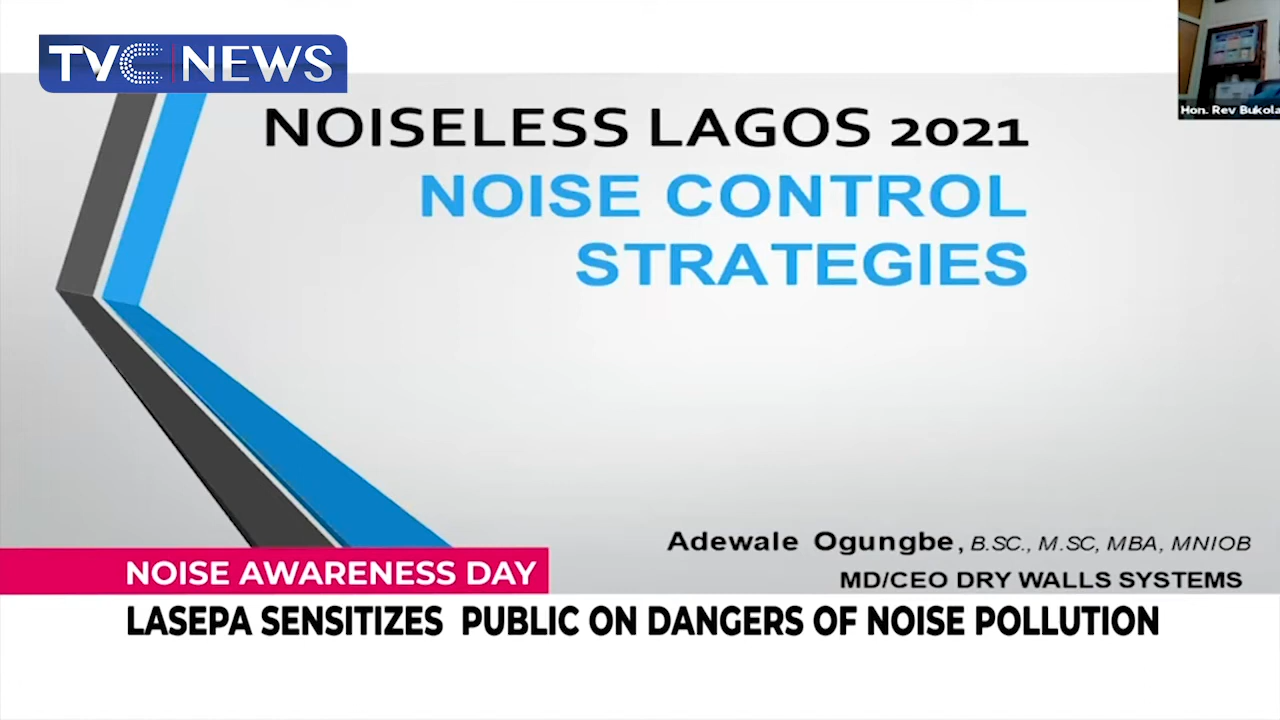 TVC NEWS
Hon. Rev Bukola
NOISELESS LAGOS 2021
NOISE CONTROL
STRATEGIES
Adewale Ogungbe, B.SC., M.SC, MBA, MNIOB
MD/CEO DRY WALLS SYSTEMS
NOISE AWARENESS DAY
LASEPA SENSITIZES PUBLIC ON DANGERS OF NOISE POLLUTION